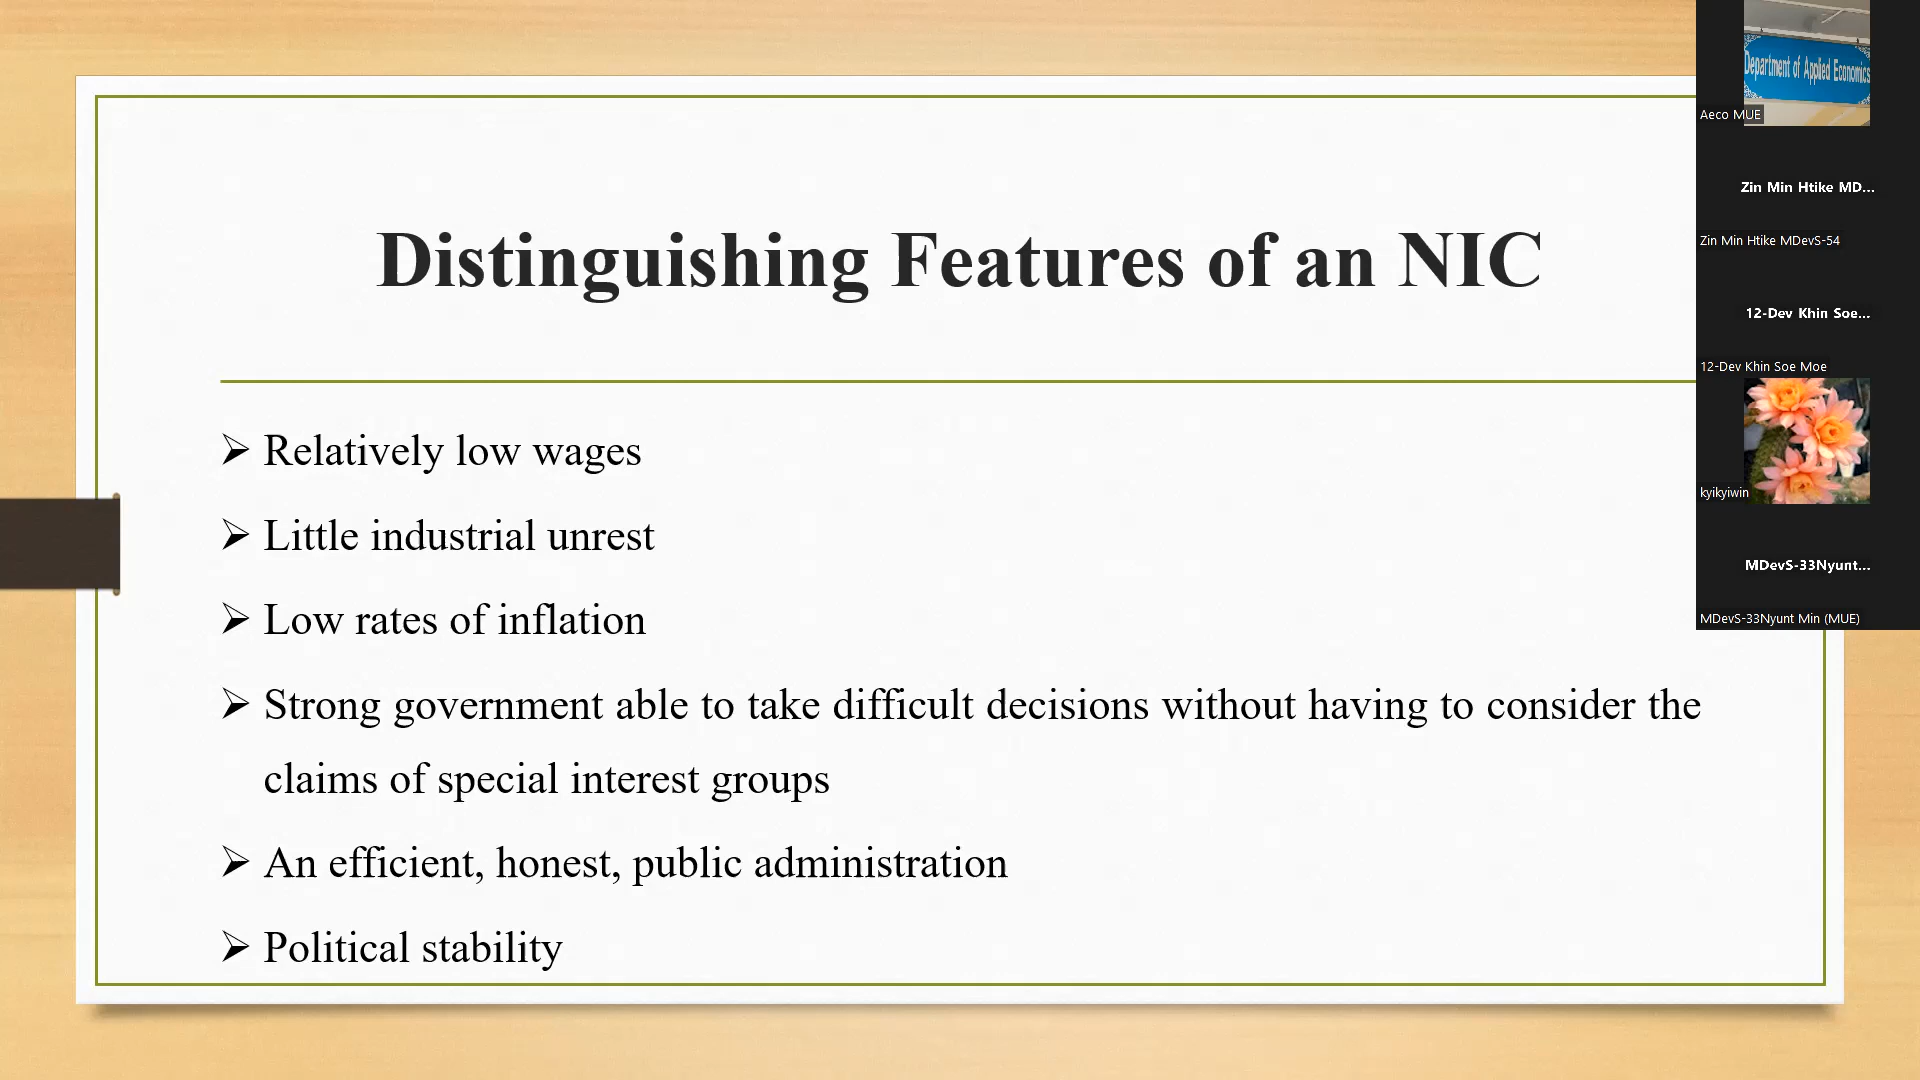 Distinguishing Features of an NIC
➢ Relatively low wages
➢ Little industrial unrest
➢ Low rates of inflation
➢ Strong government able to take difficult decisions without having to consider the
claims of special interest groups
➢ An efficient, honest, public administration
➢ Political stability
Department of Applied Economics
Aeco MUE
Zin Min Htike MD...
Zin Min Htike MDevS-54
12-Dev Khin Soe...
12-Dev Khin Soe Moe
kyikyiwin
MDevS-33Nyunt...
MDevS-33Nyunt Min (MUE)